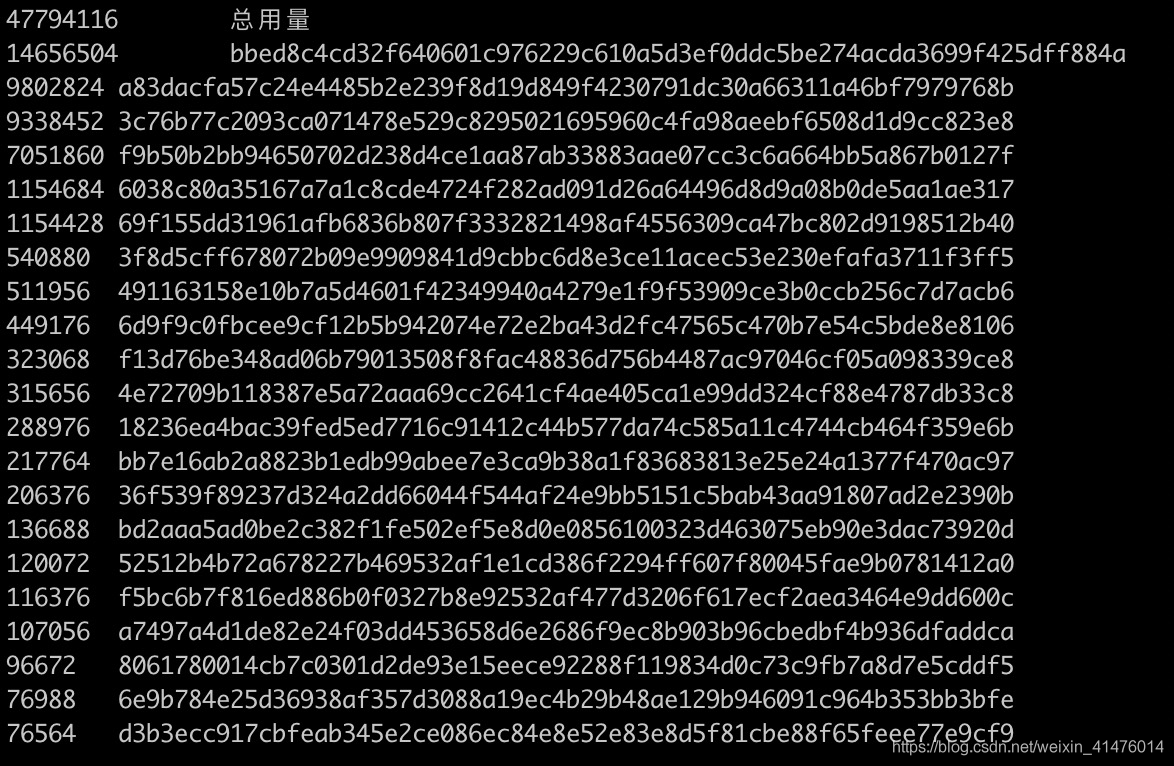 47794116 总用量
14656504 bbed8c4cd32f640601c976229c610a5d3ef0ddc5be274acda3699f425dff884a
9802824 a83dacfa57c24e4485b2e239f8d19d849f4230791dc30a66311a46bf7979768b
9338452 3c76b77c2093ca071478e529c8295021695960c4fa98aeebf6508d1d9cc823e8
7051860 f9b50b2bb94650702d238d4ce1aa87ab33883aae07cc3c6a664bb5a867b0127f
1154684 6038c80a35167a7a1c8cde4724f282ad091d26a64496d8d9a08b0de5aa1ae317
1154428 69f155dd31961afb6836b807f3332821498af4556309ca47bc802d9198512b40
540880 3f8d5cff678072b09e9909841d9cbbc6d8e3ce11acec53e230efafa3711f3ff5
511956 491163158e10b7a5d4601f42349940a4279e1f9f53909ce3b0ccb256c7d7acb6
449176 6d9f9c0fbcee9cf12b5b942074e72e2ba43d2fc47565c470b7e54c5bde8e8106
323068 f13d76be348ad06b79013508f8fac48836d756b4487ac97046cf05a098339ce8
315656 4e72709b118387e5a72aaa69cc2641cf4ae405ca1e99dd324cf88e4787db33c8
288976 18236ea4bac39fed5ed7716c91412c44b577da74c585a11c4744cb464f359e6b
217764 bb7e16ab2a8823b1edb99abee7e3ca9b38a1f83683813e25e24a1377f470ac97
206376 36f539f89237d324a2dd66044f544af24e9bb5151c5bab43aa91807ad2e2390b
136688 bd2aaa5ad0be2c382f1fe502ef5e8d0e0856100323d463075eb90e3dac73920d
120072 52512b4b72a678227b469532af1e1cd386f2294ff607f80045fae9b0781412a0
116376 f5bc6b7f816ed886b0f0327b8e92532af477d3206f617ecf2aea3464e9dd600c
107056 a7497a4d1de82e24f03dd453658d6e2686f9ec8b903b96cbedbf4b936dfaddca
96672 8061780014cb7c0301d2de93e15eece92288f119834d0c73c9fb7a8d7e5cddf5
76988 6e9b784e25d36938af357d3088a19ec4b29b48ae129b946091c964b353bb3bfe
76564 d3b3ecc917cbfeab345e2ce086ec84e8e52e83e8d5f81cbe88f65feee77e9cf9
https://blog.csdn.net/weixin_41476014